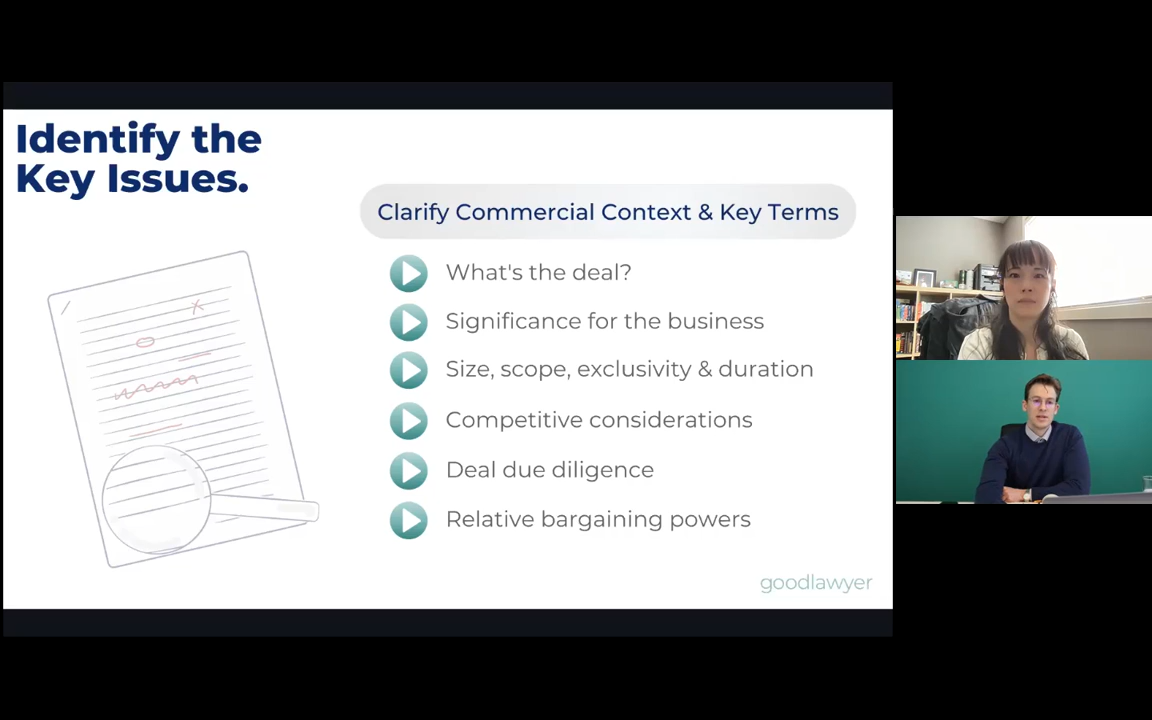 Identify the
Key Issues.
Clarify Commercial Context & Key Terms
What's the deal?
Significance for the business
Size, scope, exclusivity & duration
Competitive considerations
Deal due diligence
Relative bargaining powers
goodlawyer